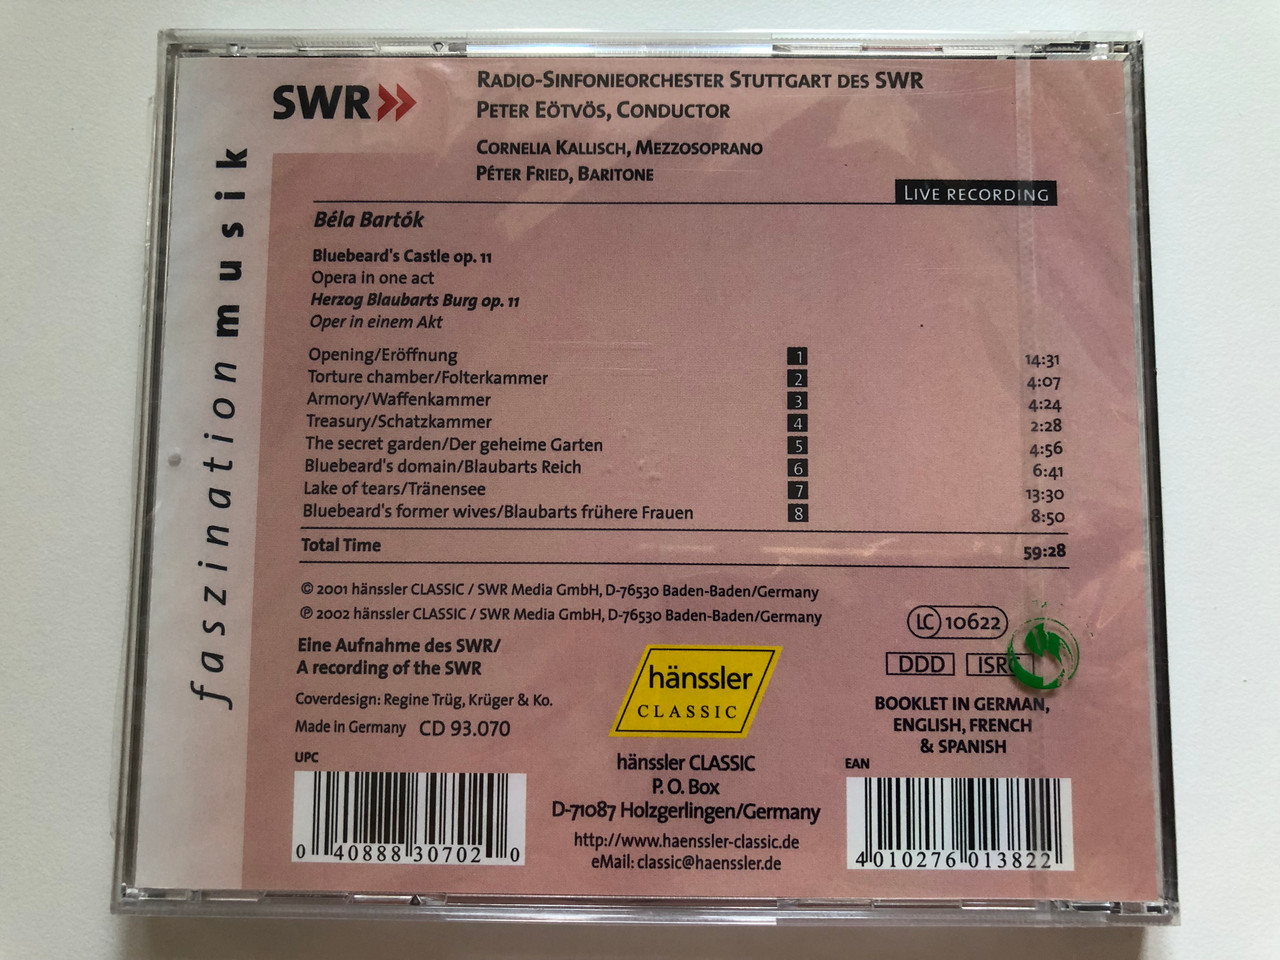 faszinationmusik
SWR
RADIO-SINFONIEORCHESTER STUTTGART DES SWR
PETER EÖTVÖS, CONDUCTOR
CORNELIA KALLISCH, MEZZOSOPRANO
PÉTER FRIED, BARITONE
LIVE RECORDING
Béla Bartók
Bluebeard's Castle op. 11
Opera in one act
Herzog Blaubarts Burg op. 11
Oper in einem Akt
Opening/Eröffnung 1 14:31
Torture chamber/Folterkammer 2 4:07
Armory/Waffenkammer 3 4:24
Treasury/Schatzkammer 4 2:28
The secret garden/Der geheime Garten 5 4:56
Bluebeard's domain/Blaubarts Reich 6 6:41
Lake of tears/Tränensee 7 13:30
Bluebeard's former wives/Blaubarts frühere Frauen 8 8:50
Total Time 59:28
© 2001 hänssler CLASSIC / SWR Media GmbH, D-76530 Baden-Baden/Germany
℗ 2002 hänssler CLASSIC / SWR Media GmbH, D-76530 Baden-Baden/Germany
LC 10622
Eine Aufnahme des SWR/
A recording of the SWR
DDD ISRC
Coverdesign: Regine Trüg, Krüger & Ko.
Made in Germany CD 93.070
hänssler
CLASSIC
BOOKLET IN GERMAN,
ENGLISH, FRENCH
& SPANISH
UPC
0 40888 30702 0
hänssler CLASSIC
P. O. Box
D-71087 Holzgerlingen/Germany
http://www.haenssler-classic.de
eMail: classic@haenssler.de
EAN
4 010276 013822